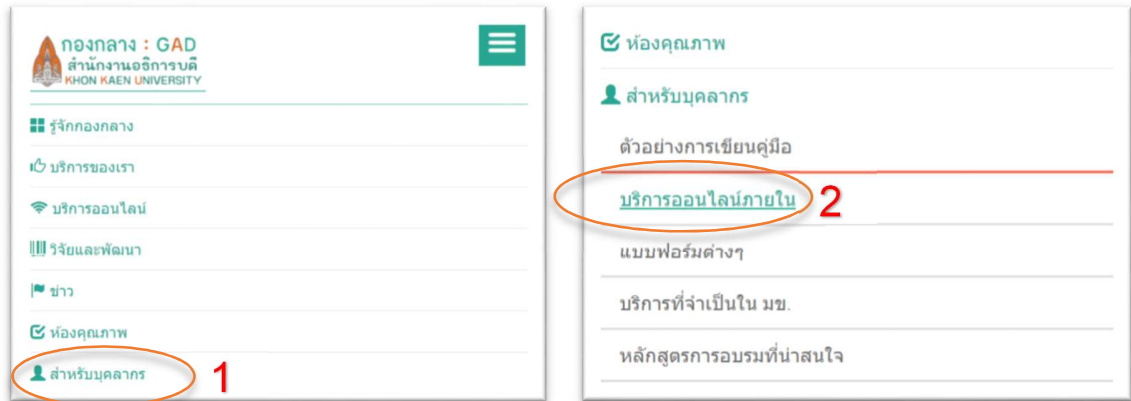 กองกลาง : GAD
สำนักงานอธิการบดี
KHON KAEN UNIVERSITY
รู้จักกองกลาง
บริการของเรา
บริการออนไลน์
วิจัยและพัฒนา
ข่าว
ห้องคุณภาพ
สำหรับบุคลากร
1
ห้องคุณภาพ
สำหรับบุคลากร
ตัวอย่างการเขียนคู่มือ
บริการออนไลน์ภายใน
2
แบบฟอร์มต่างๆ
บริการที่จำเป็นใน มข.
หลักสูตรการอบรมที่น่าสนใจ